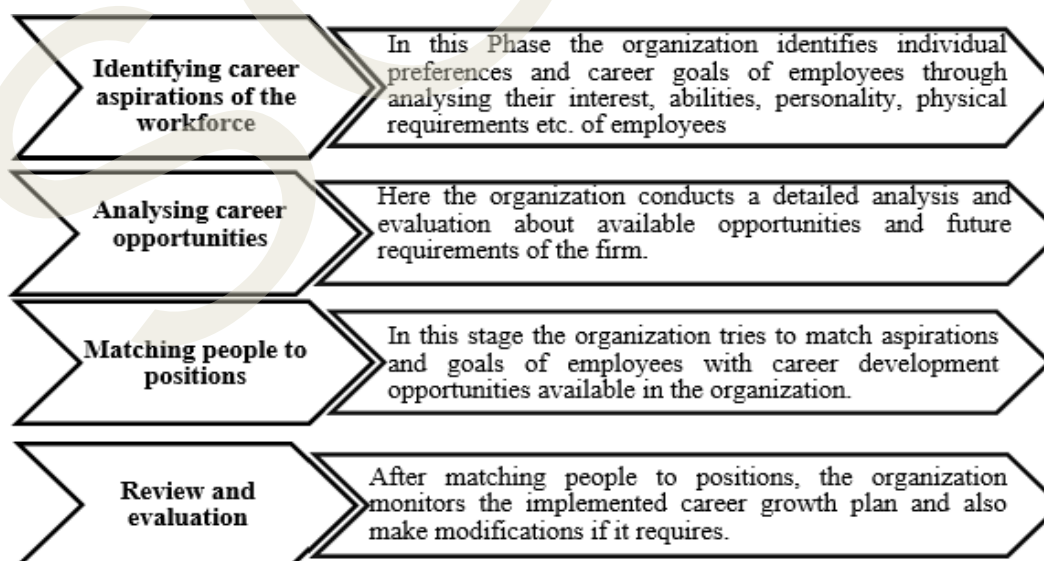 Identifying career
aspirations of the
workforce
In this Phase the organization identifies individual
preferences and career goals of employees through
analysing their interest, abilities, personality, physical
requirements etc. of employees
Analysing career
opportunities
Here the organization conducts a detailed analysis and
evaluation about available opportunities and future
requirements of the firm.
Matching people to
positions
In this stage the organization tries to match aspirations
and goals of employees with career development
opportunities available in the organization.
Review and
evaluation
After matching people to positions, the organization
monitors the implemented career growth plan and also
make modifications if it requires.